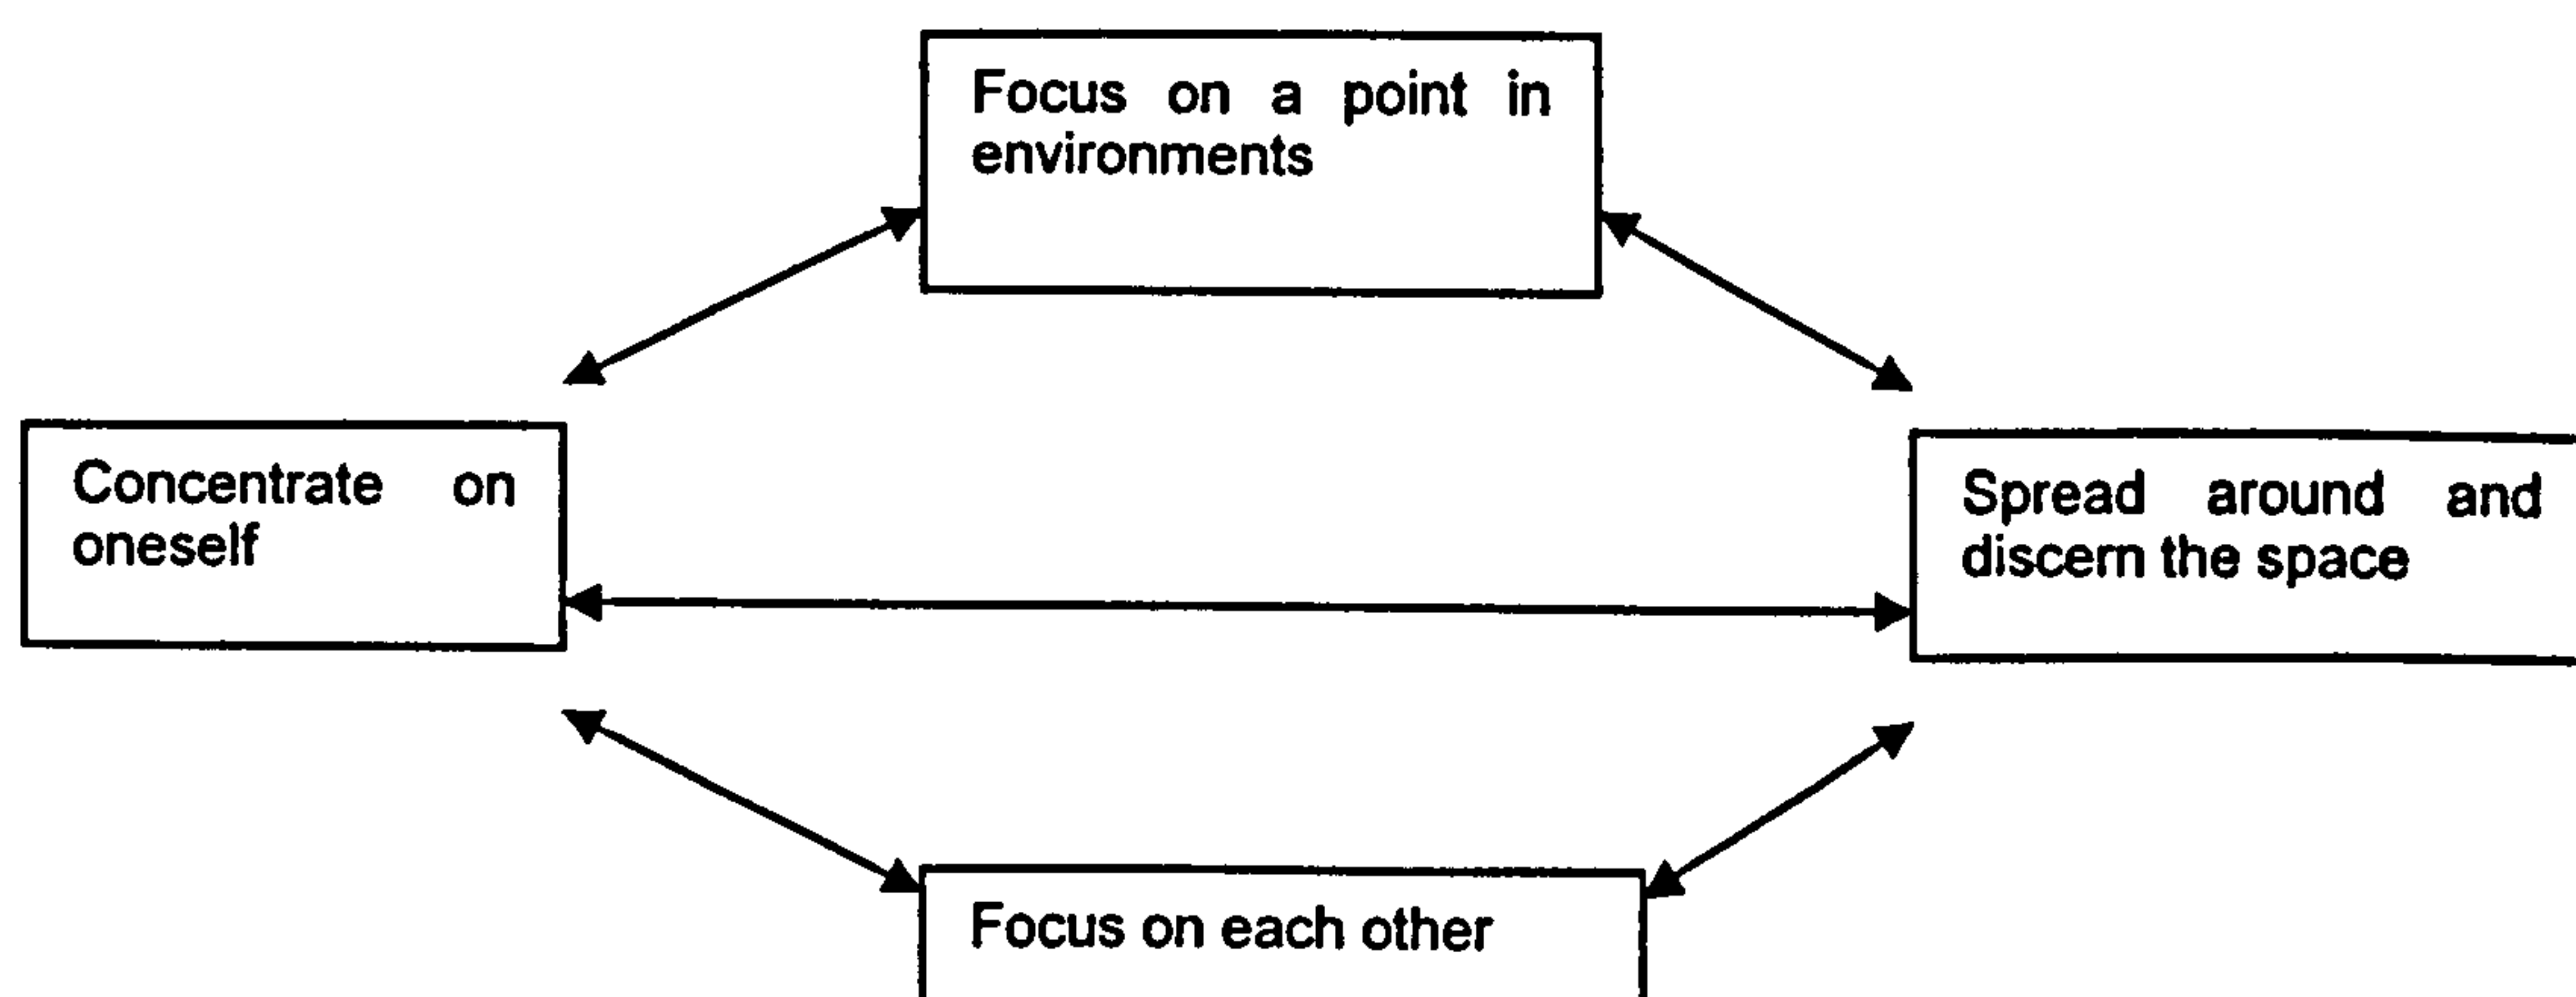 Focus on a point in
environments
Concentrate on
oneself
Spread around and
discern the space
Focus on each other